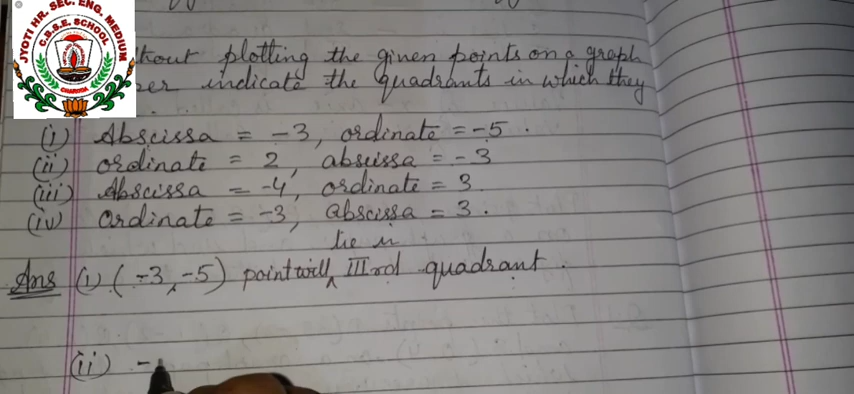 JYOTI HR. SEC. ENG. MEDIUM
C.B.S.E. SCHOOL
thout plotting the given points on a graph
per indicate the quadrants in which they
(i) Abscissa = -3, ordinate = -5.
(ii) ordinate = 2, abscissa = -3
(iii) Abscissa = -4, ordinate = 3
(iv) ordinate = -3, abscissa = 3.
lie in
Ans (i) (-3, -5) point will ^ IIIrd quadrant.
(ii) -